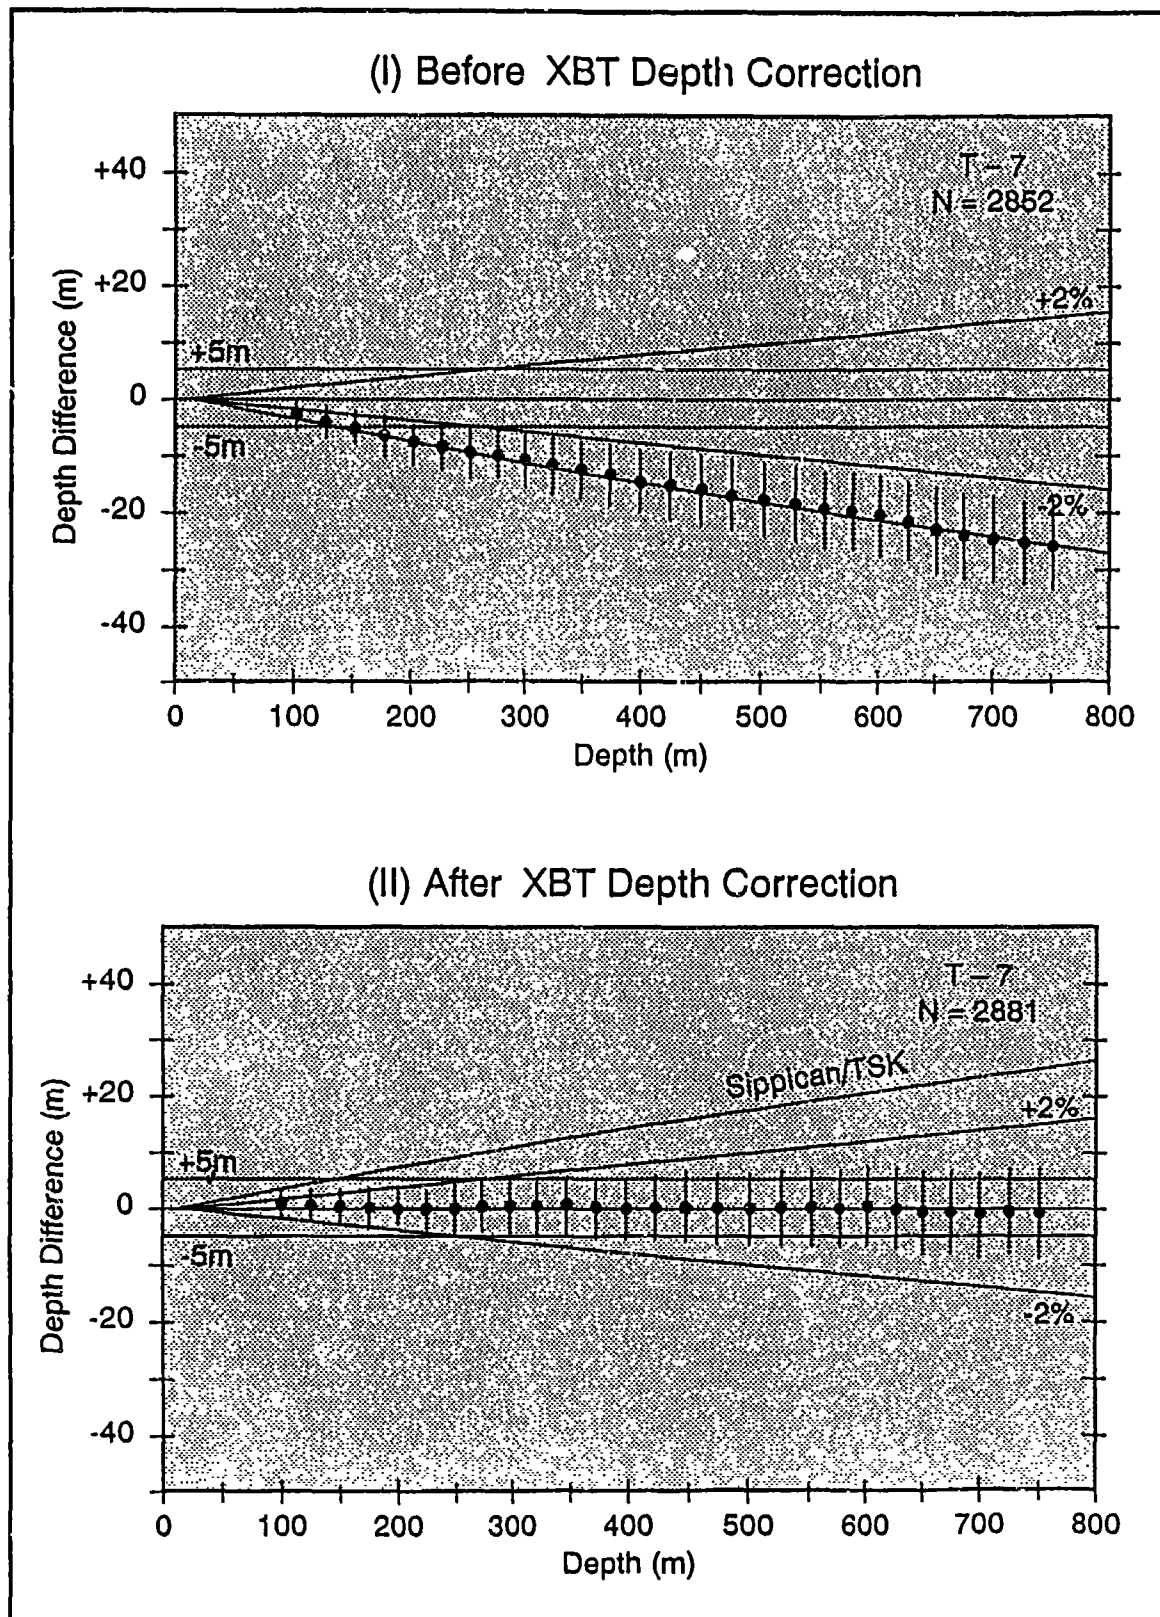 (I) Before XBT Depth Correction
T-7
N = 2852
+40
+20
0
-20
-40
+5m
-5m
+2%
-2%
Depth Difference (m)
0 100 200 300 400 500 600 700 800
Depth (m)
(II) After XBT Depth Correction
T-7
N = 2881
+40
+20
0
-20
-40
Sippican/TSK
+2%
+5m
-5m
-2%
Depth Difference (m)
0 100 200 300 400 500 600 700 800
Depth (m)